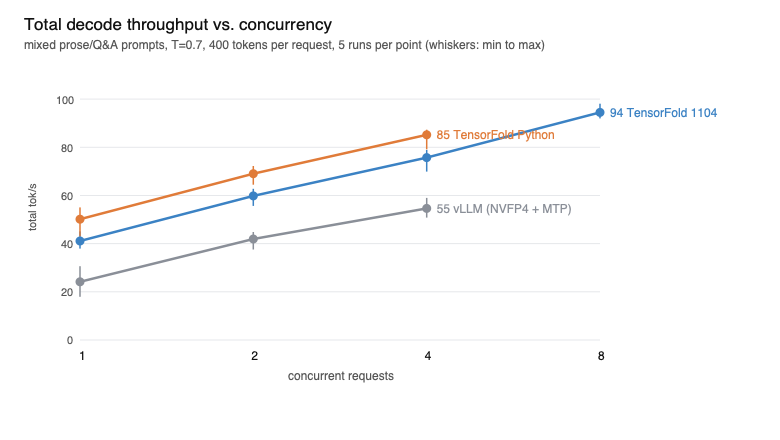 Total decode throughput vs. concurrency
mixed prose/Q&A prompts, T=0.7, 400 tokens per request, 5 runs per point (whiskers: min to max)
100
94 TensorFold 1104
85 TensorFold Python
80
total tok/s
60
55 vLLM (NVFP4 + MTP)
40
20
0
1 2 4 8
concurrent requests